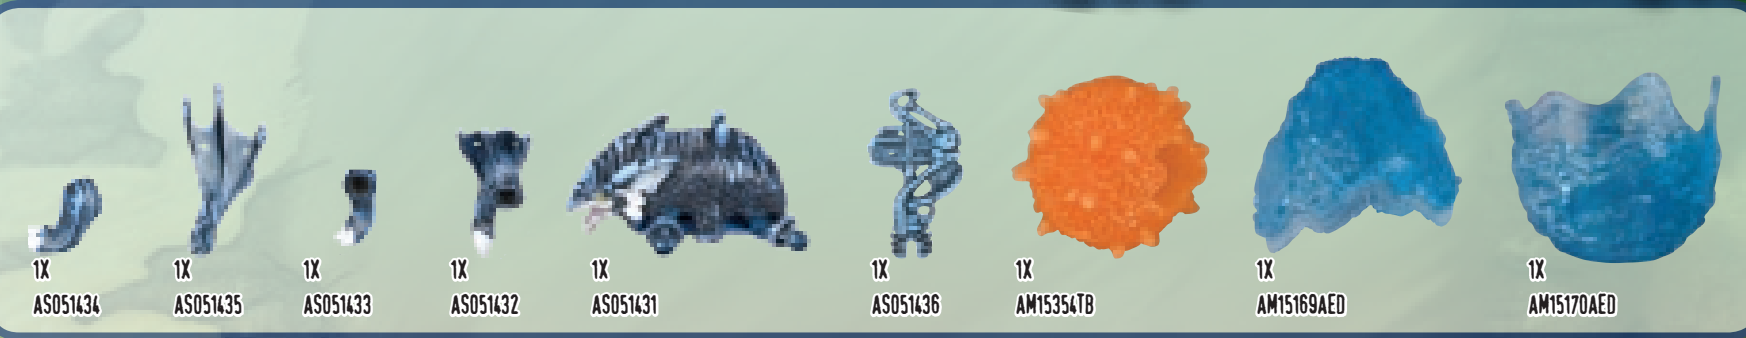 1X
AS051434
1X
AS051435
1X
AS051433
1X
AS051432
1X
AS051431
1X
AS051436
1X
AM15354TB
1X
AM15169AED
1X
AM15170AED